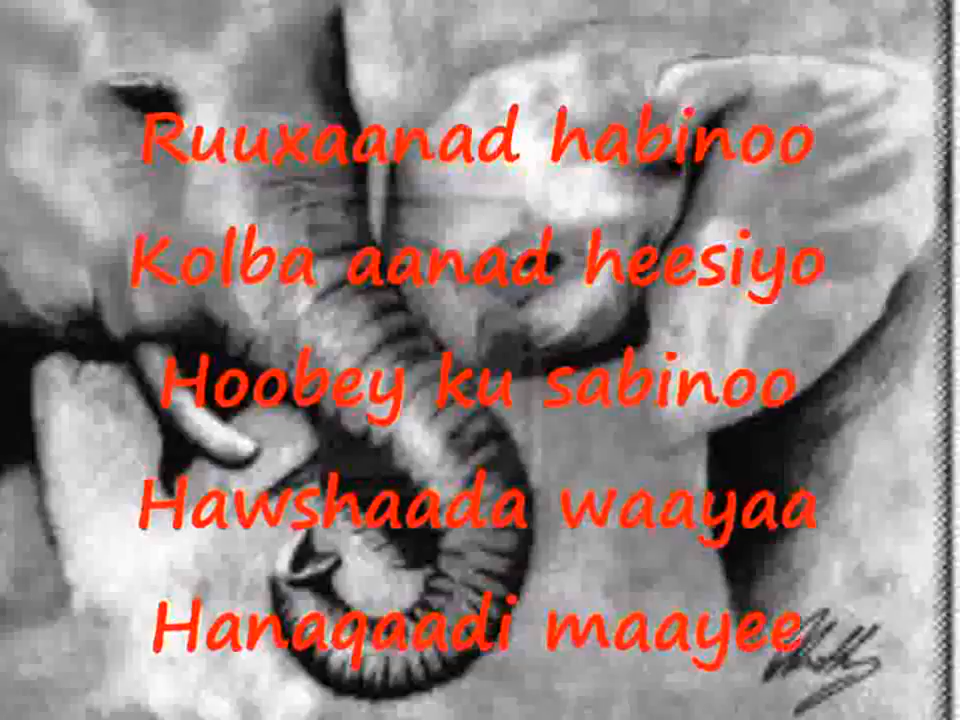 Ruuxaanad habinoo
Kolba aanad heesiyo
Hoobey ku sabinoo
Hawshaada waayaa
Hanaqaadi maayee